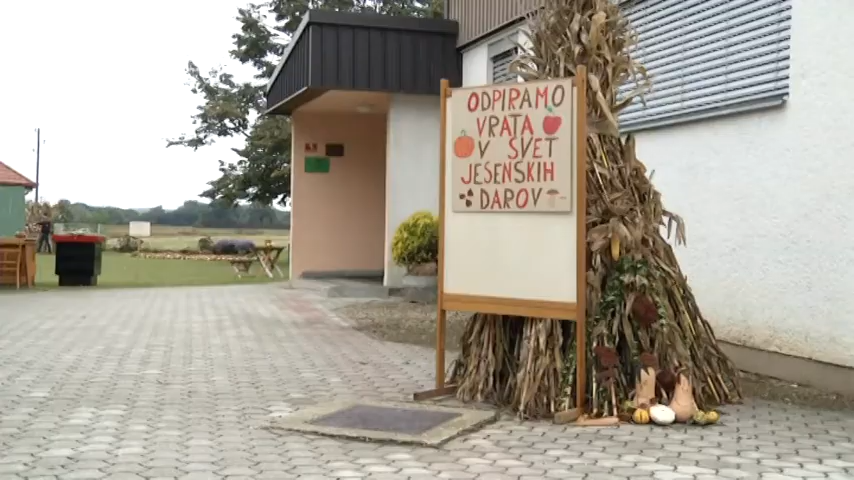 ODPIRAMO
VRATA
V SVET
JESENSKIH
DAROV